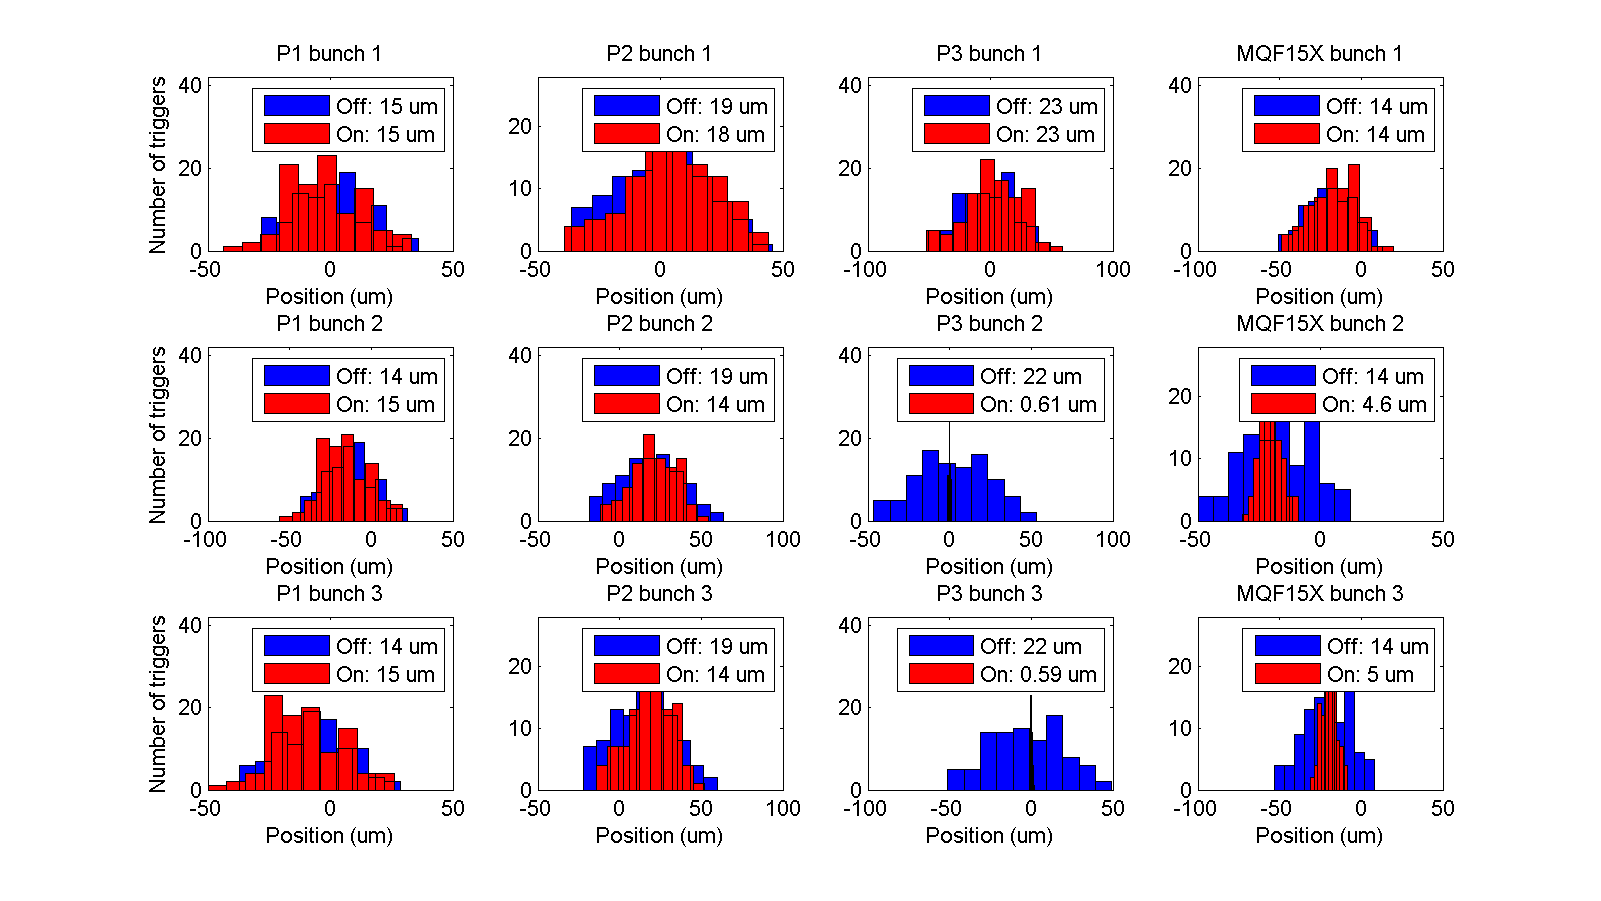 P1 bunch 1
P2 bunch 1
P3 bunch 1
MQF15X bunch 1
Number of triggers
40
20
0
Off: 15 um
On: 15 um
-50 0 50
Position (um)
20
10
0
Off: 19 um
On: 18 um
-50 0 50
Position (um)
40
20
0
Off: 23 um
On: 23 um
-100 0 100
Position (um)
40
20
0
Off: 14 um
On: 14 um
-100 -50 0 50
Position (um)
P1 bunch 2
P2 bunch 2
P3 bunch 2
MQF15X bunch 2
Number of triggers
40
20
0
Off: 14 um
On: 15 um
-100 -50 0 50
Position (um)
40
20
0
Off: 19 um
On: 14 um
-50 0 50 100
Position (um)
40
20
0
Off: 22 um
On: 0.61 um
-50 0 50 100
Position (um)
20
10
0
Off: 14 um
On: 4.6 um
-50 0 50
Position (um)
P1 bunch 3
P2 bunch 3
P3 bunch 3
MQF15X bunch 3
Number of triggers
40
20
0
Off: 14 um
On: 15 um
-50 0 50
Position (um)
20
10
0
Off: 19 um
On: 14 um
-50 0 50 100
Position (um)
40
20
0
Off: 22 um
On: 0.59 um
-100 -50 0 50
Position (um)
20
10
0
Off: 14 um
On: 5 um
-100 -50 0 50
Position (um)